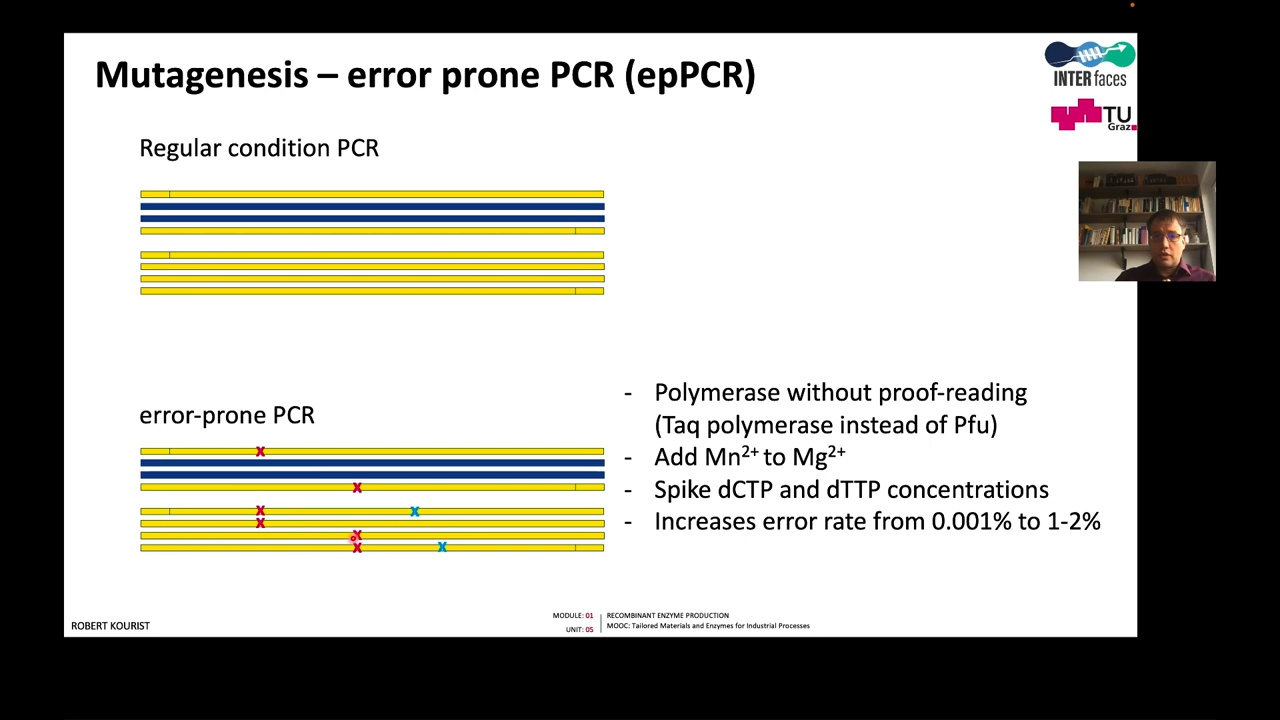 Mutagenesis – error prone PCR (epPCR)
INTERfaces
TU
Graz
Regular condition PCR
error-prone PCR
x
x
x
x
x
x
x
x
- Polymerase without proof-reading
(Taq polymerase instead of Pfu)
- Add Mn²⁺ to Mg²⁺
- Spike dCTP and dTTP concentrations
- Increases error rate from 0.001% to 1-2%
ROBERT KOURIST
MODULE: 01
UNIT: 05
RECOMBINANT ENZYME PRODUCTION
MOOC: Tailored Materials and Enzymes for Industrial Processes